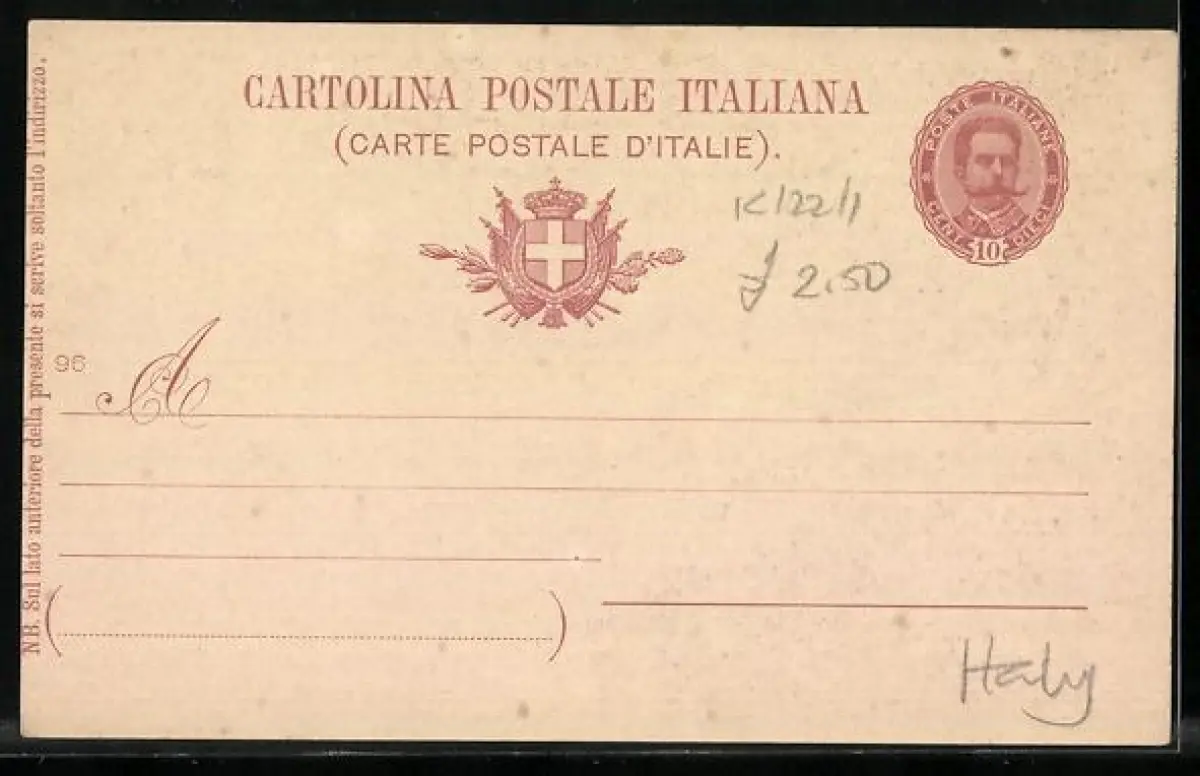 CARTOLINA POSTALE ITALIANA
(CARTE POSTALE D'ITALIE).
POSTE ITALIANE
CENT. 10 DIECI
K/22/1
£ 2.50
96
A
NB. Sul lato anteriore della presente si scrive soltanto l'indirizzo.
Italy